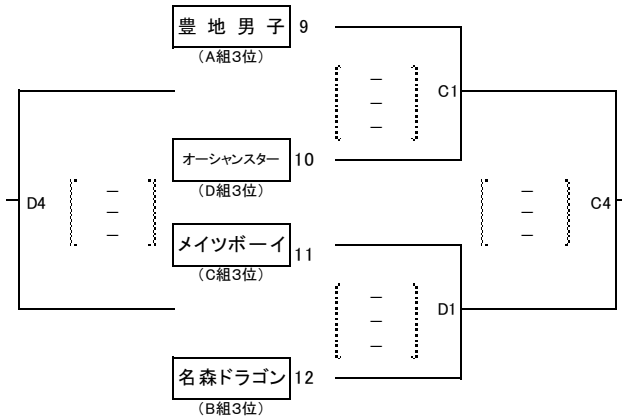 豊地男子 9
(A組3位)
C1
－
－
－
オーシャンスター 10
(D組3位)
D4
－
－
－
C4
－
－
－
メイツボーイ 11
(C組3位)
D1
－
－
－
名森ドラゴン 12
(B組3位)